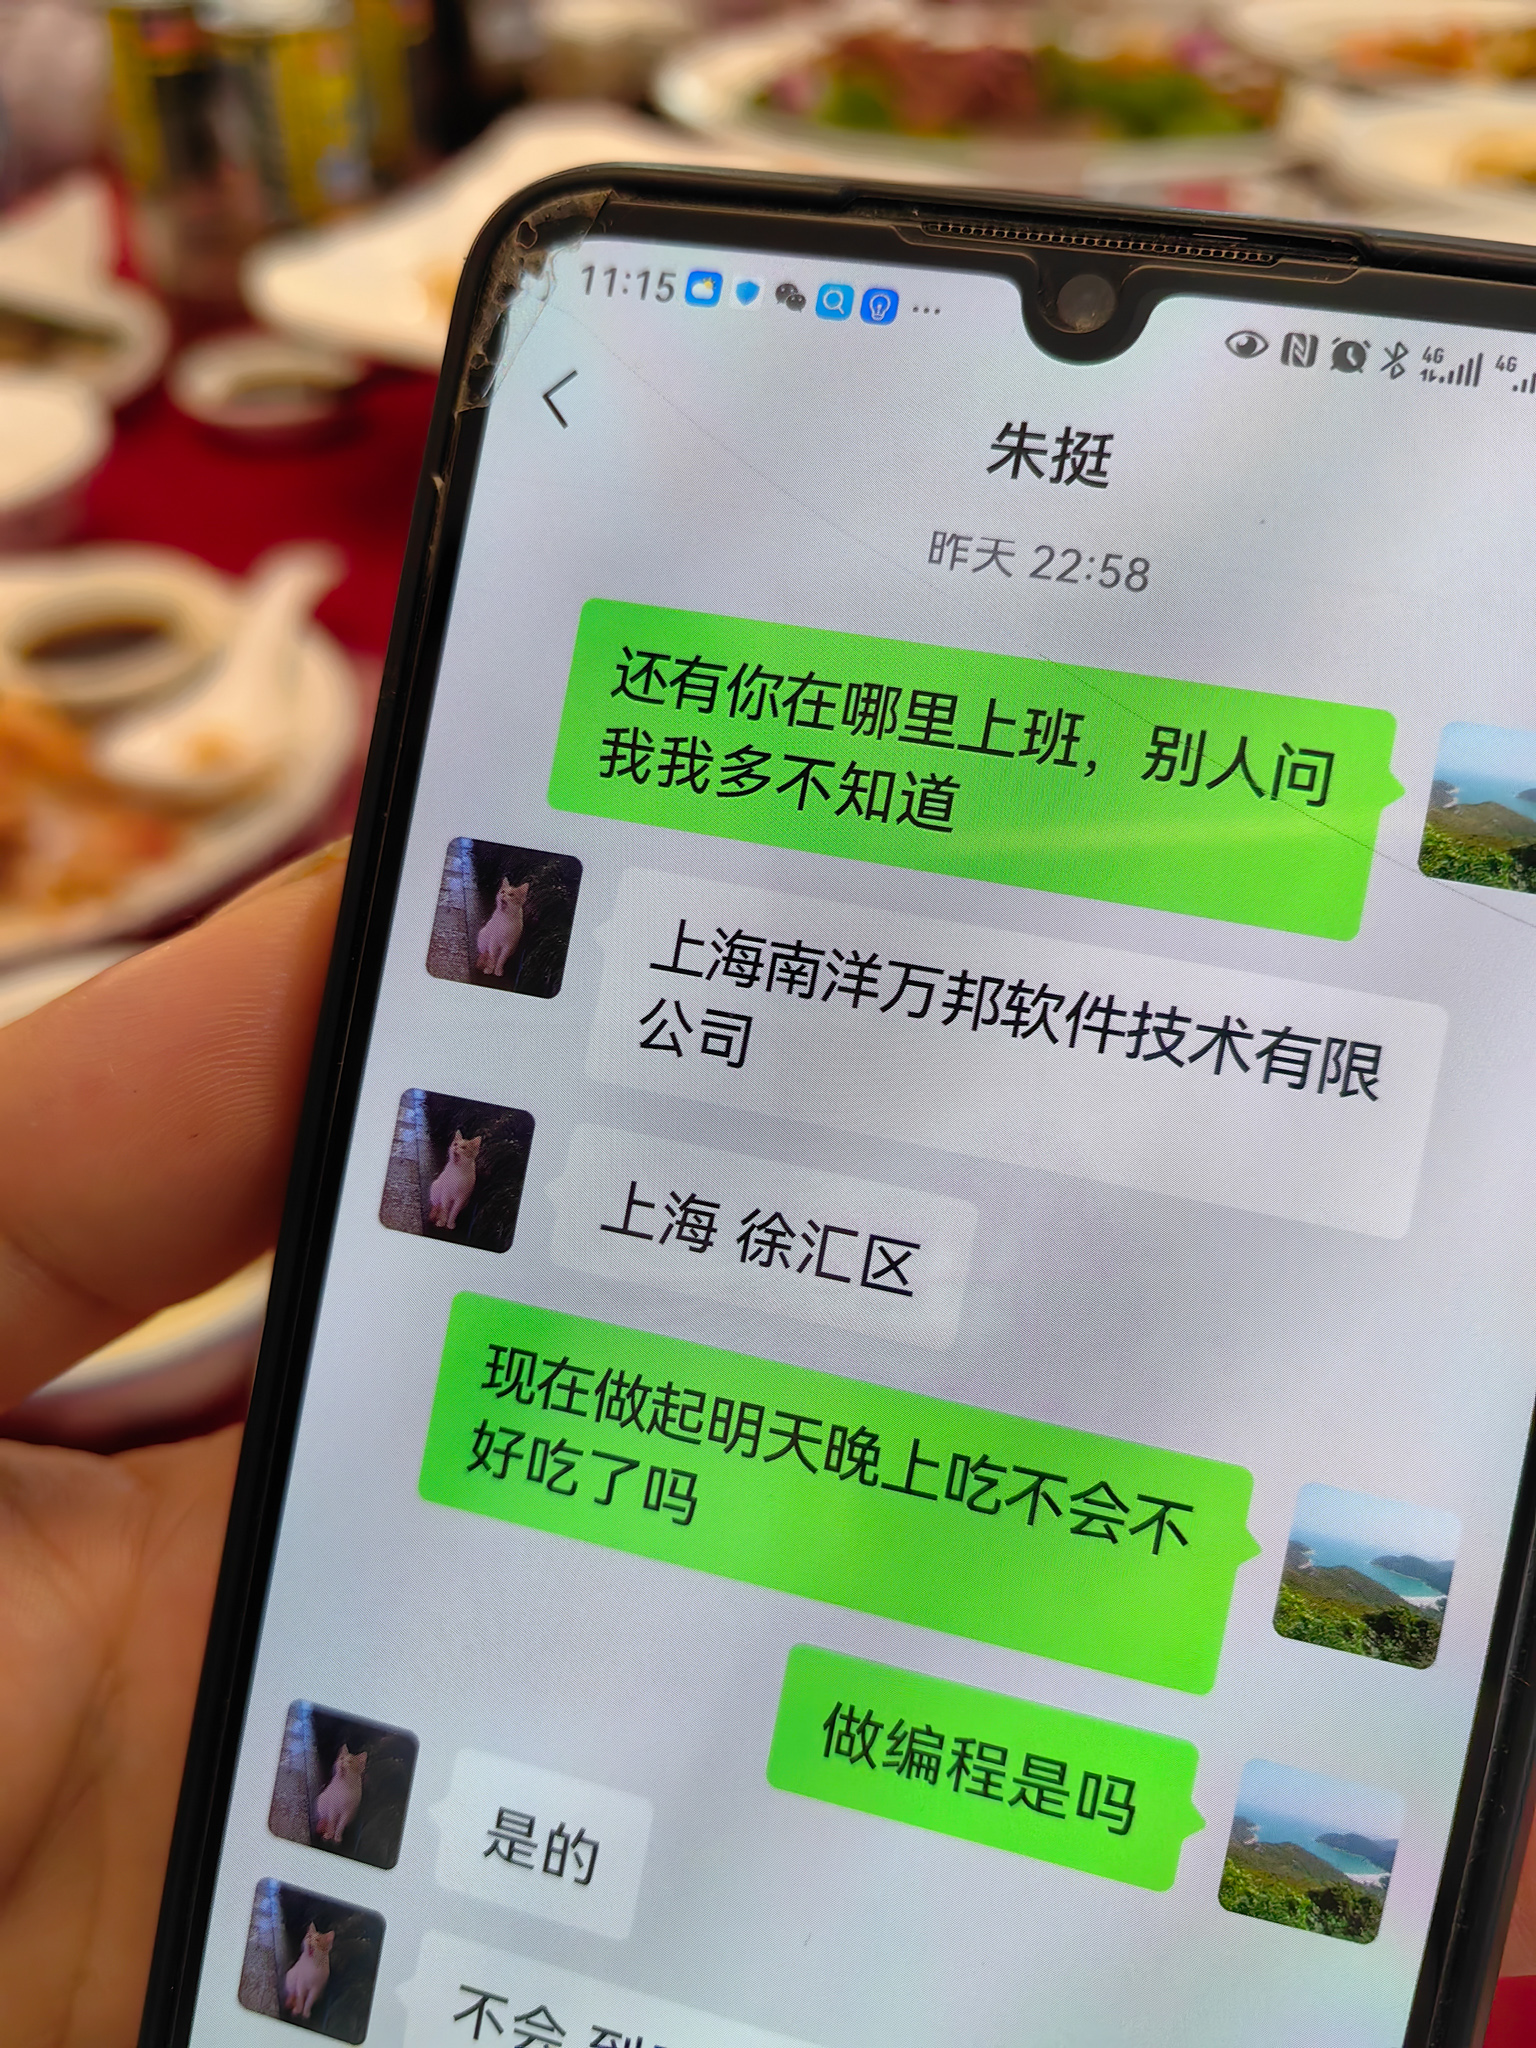 11:15
4G
4G
朱挺
昨天 22:58
还有你在哪里上班，别人问
我我多不知道
上海南洋万邦软件技术有限
公司
上海 徐汇区
现在做起明天晚上吃不会不
好吃了吗
做编程是吗
是的
不会